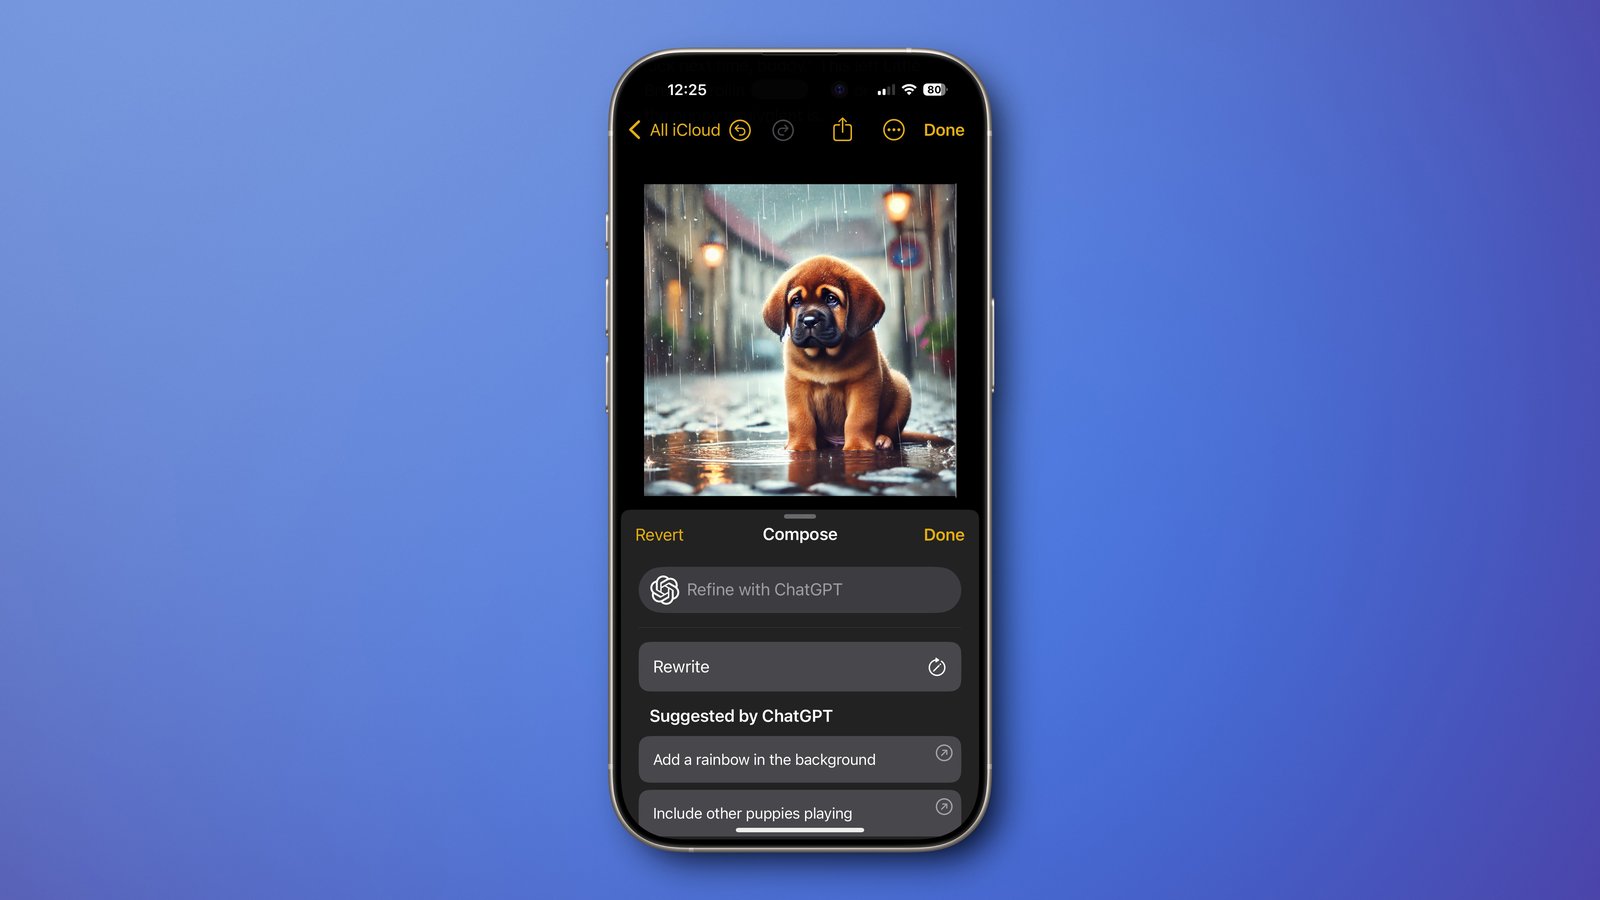 12:25
80
All iCloud
Done
Revert
Compose
Done
Refine with ChatGPT
Rewrite
Suggested by ChatGPT
Add a rainbow in the background
Include other puppies playing